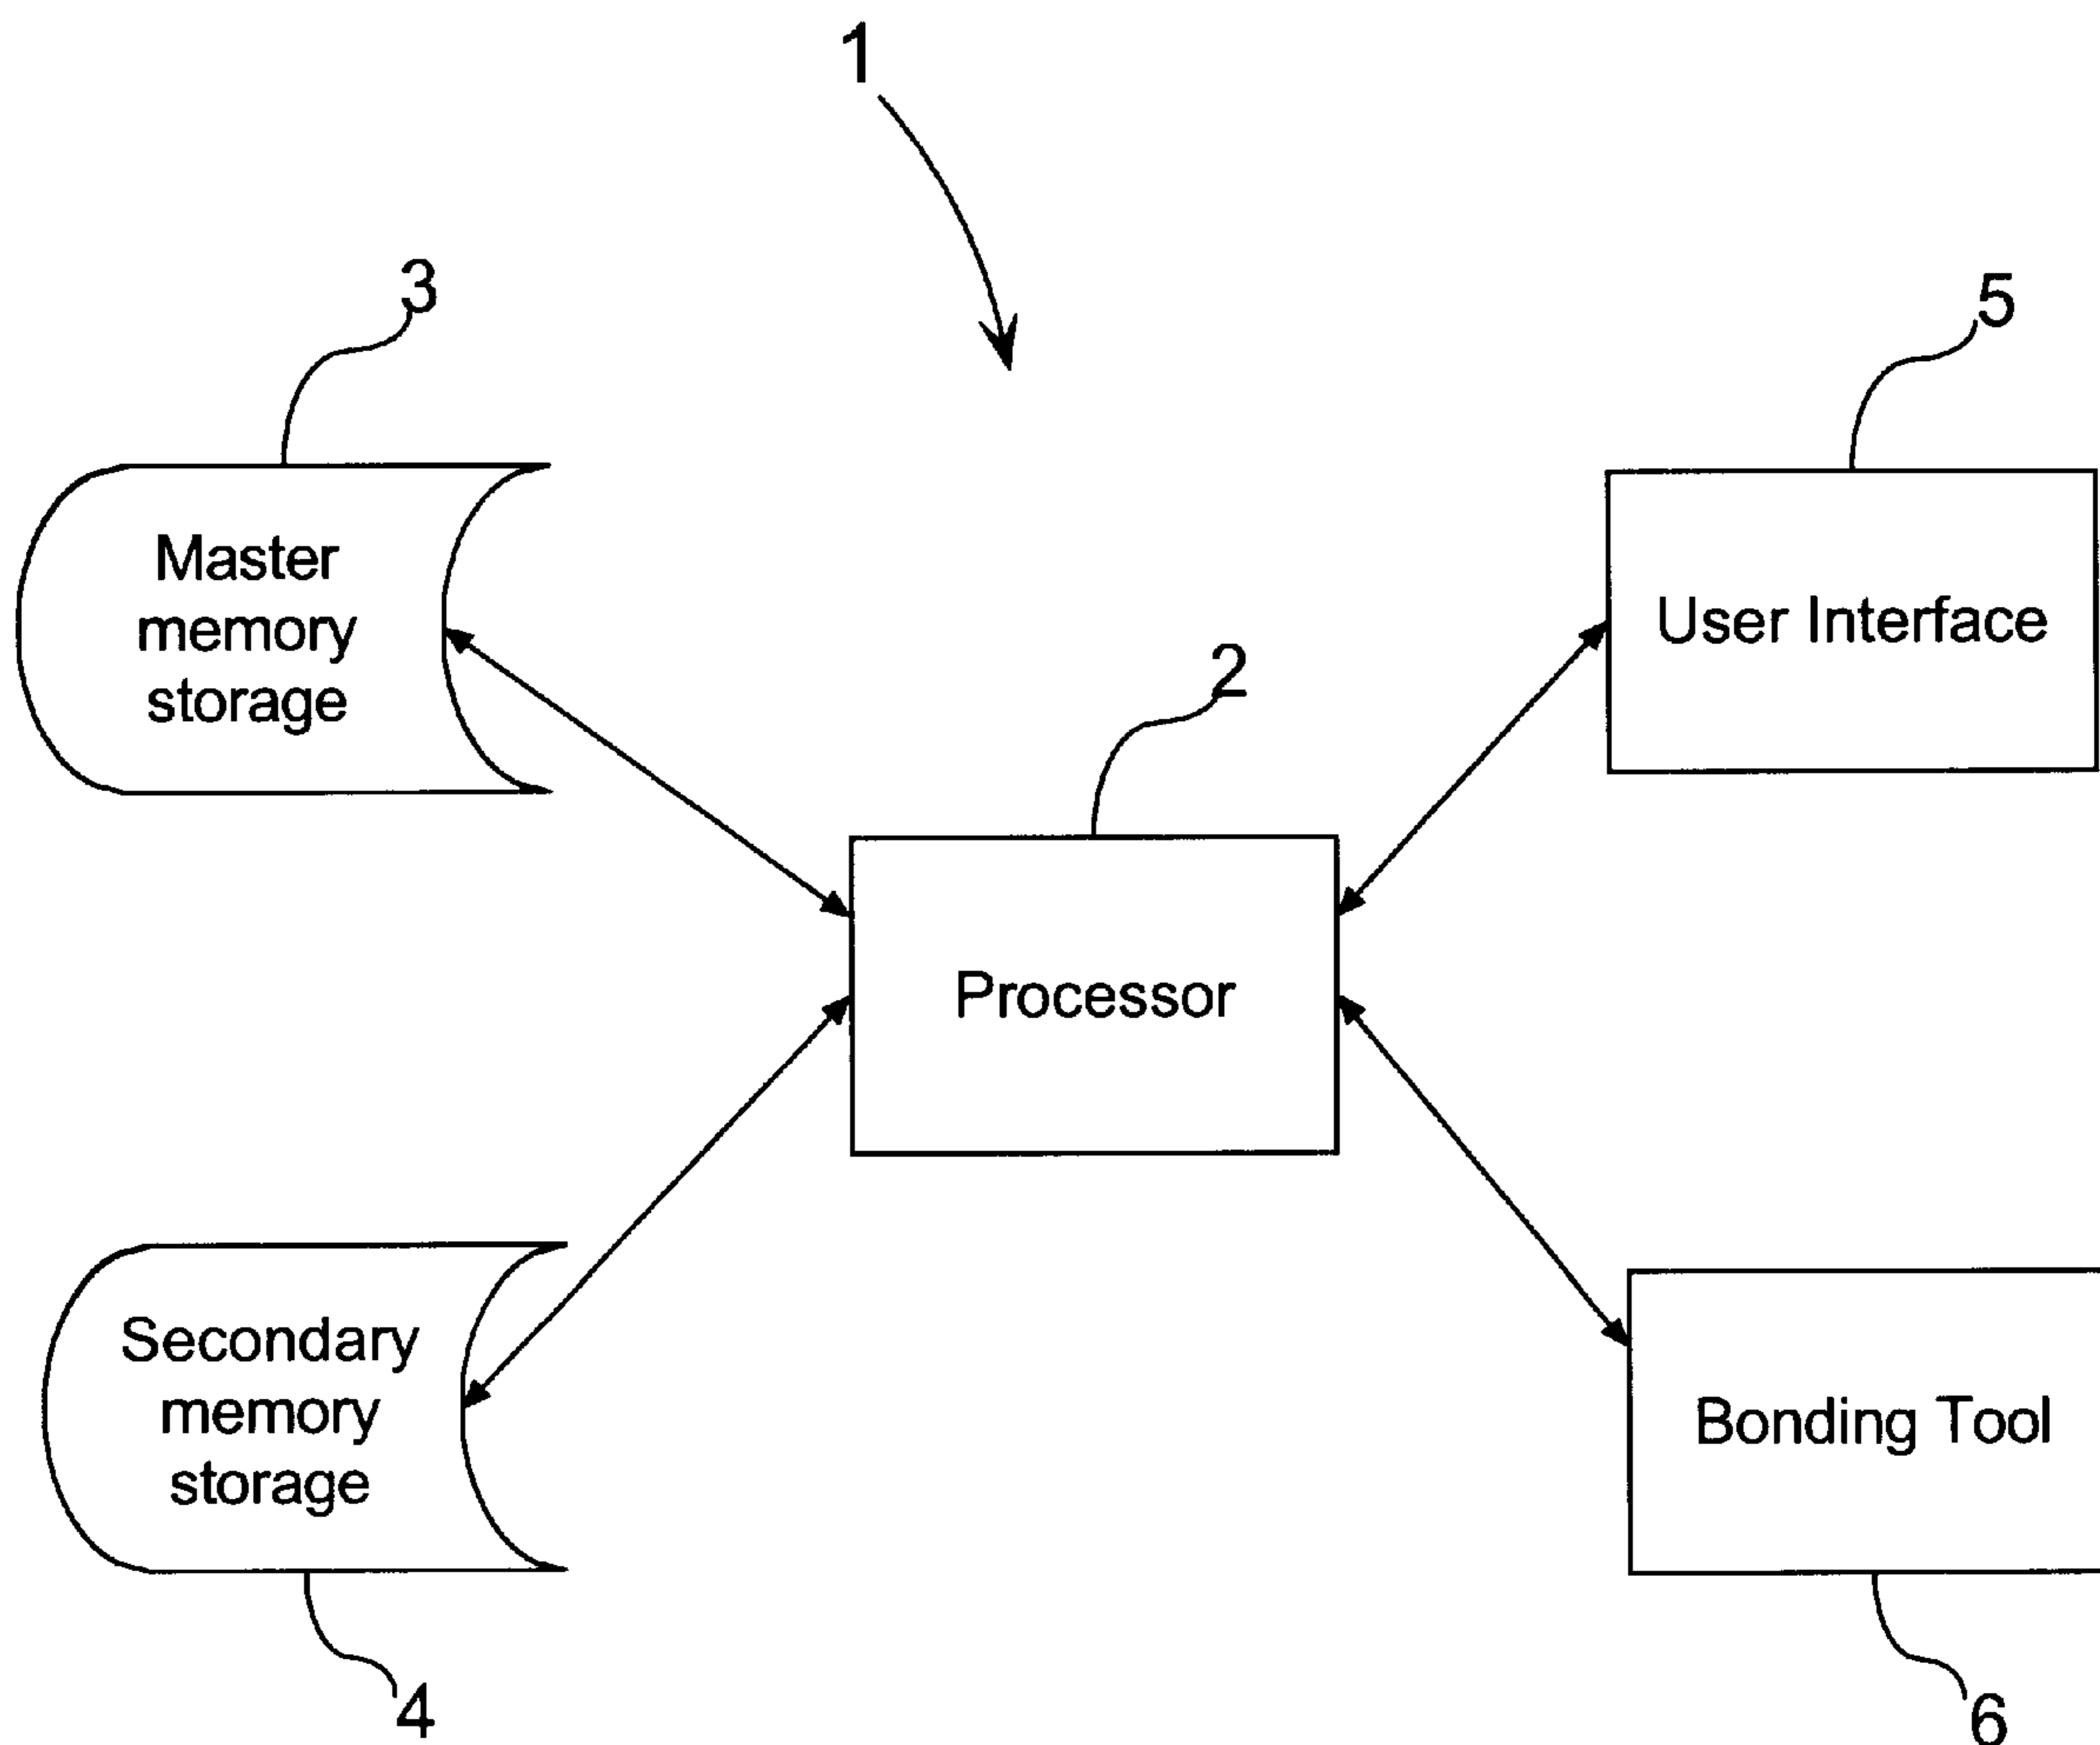 1
3
5
Master
memory
storage
User Interface
2
Processor
Secondary
memory
storage
Bonding Tool
4
6